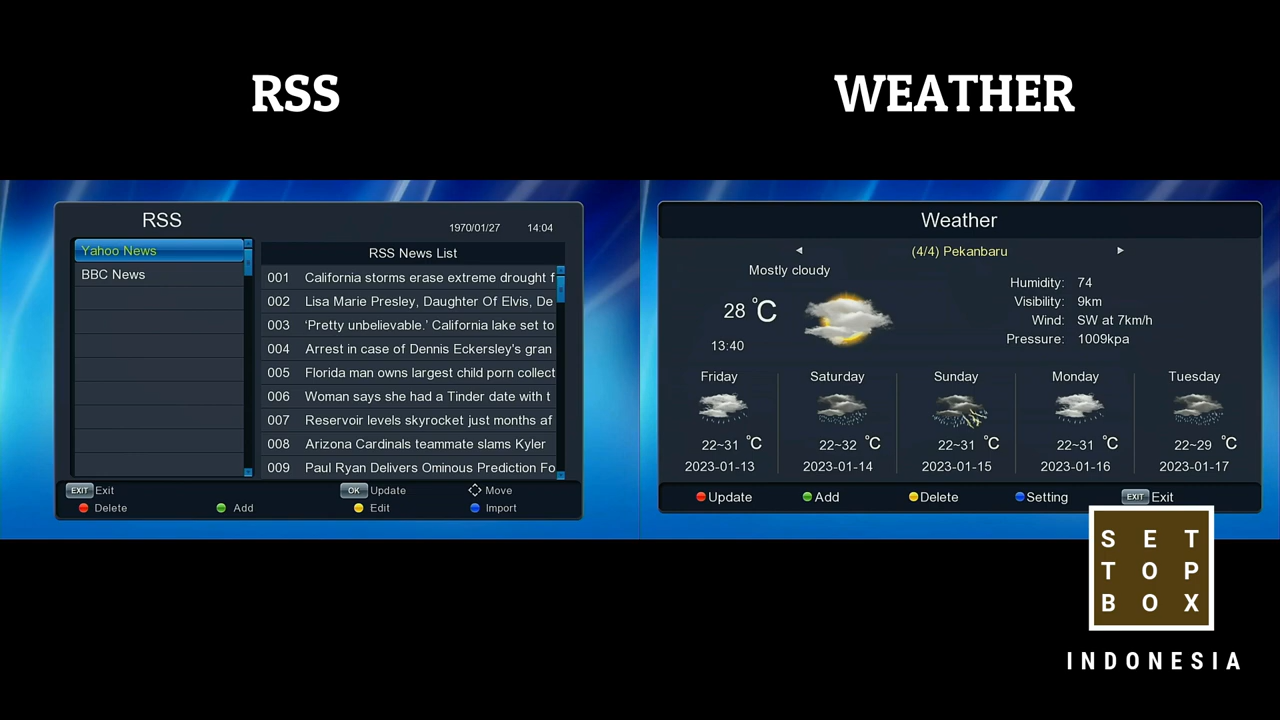 RSS
WEATHER
RSS
1970/01/27 14:04
Yahoo News
BBC News
RSS News List
001 California storms erase extreme drought f
002 Lisa Marie Presley, Daughter Of Elvis, De
003 'Pretty unbelievable.' California lake set to
004 Arrest in case of Dennis Eckersley's gran
005 Florida man owns largest child porn collect
006 Woman says she had a Tinder date with t
007 Reservoir levels skyrocket just months af
008 Arizona Cardinals teammate slams Kyler
009 Paul Ryan Delivers Ominous Prediction Fo
EXIT Exit OK Update Move
Delete Add Edit Import
Weather
(4/4) Pekanbaru
Mostly cloudy
28 °C
13:40
Humidity: 74
Visibility: 9km
Wind: SW at 7km/h
Pressure: 1009kpa
Friday Saturday Sunday Monday Tuesday
22~31 °C 22~32 °C 22~31 °C 22~31 °C 22~29 °C
2023-01-13 2023-01-14 2023-01-15 2023-01-16 2023-01-17
Update Add Delete Setting EXIT Exit
SET
TOP
BOX
INDONESIA